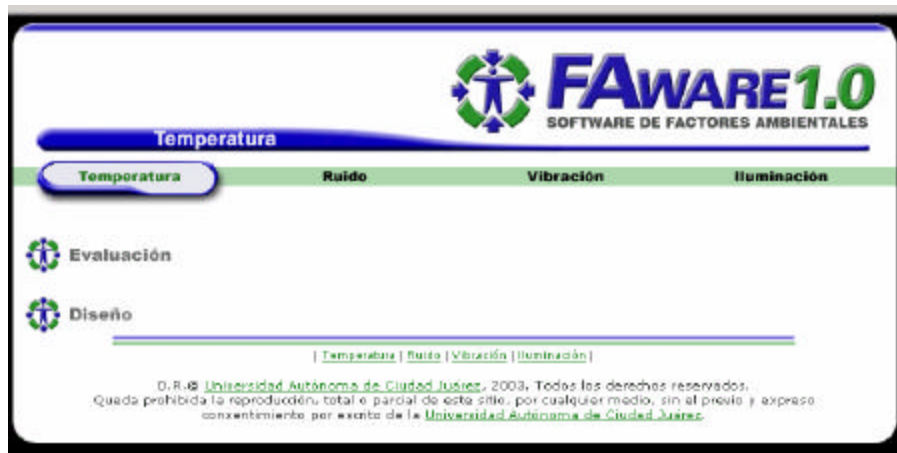 FAWARE1.0
SOFTWARE DE FACTORES AMBIENTALES
Temperatura
Temperatura Ruido Vibración Iluminación
Evaluación
Diseño
| Temperatura | Ruido | Vibración | Iluminación |
D.R.© Universidad Autónoma de Ciudad Juárez, 2003, Todos los derechos reservados.
Queda prohibida la reproducción, total o parcial de este sitio, por cualquier medio, sin el previo y expreso
consentimiento por escrito de la Universidad Autónoma de Ciudad Juárez.